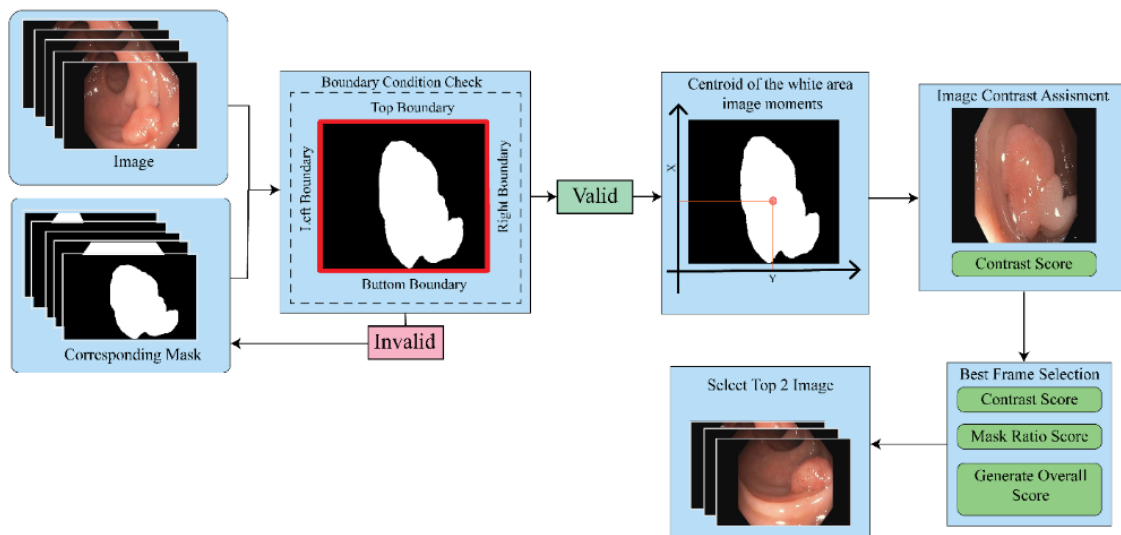 Image
Corresponding Mask
Boundary Condition Check
Top Boundary
Left Boundary
Right Boundary
Buttom Boundary
Invalid
Valid
Centroid of the white area
image moments
X
Y
Image Contrast Assisment
Contrast Score
Best Frame Selection
Contrast Score
Mask Ratio Score
Generate Overall
Score
Select Top 2 Image